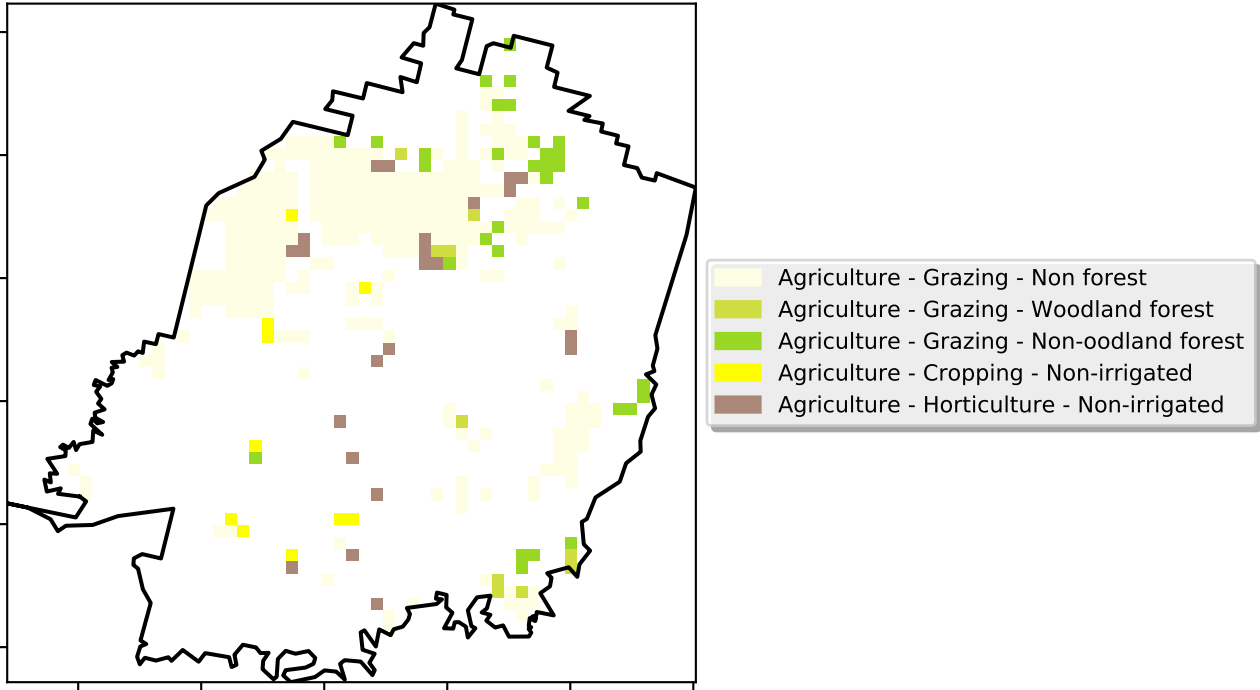 Agriculture - Grazing - Non forest
Agriculture - Grazing - Woodland forest
Agriculture - Grazing - Non-oodland forest
Agriculture - Cropping - Non-irrigated
Agriculture - Horticulture - Non-irrigated